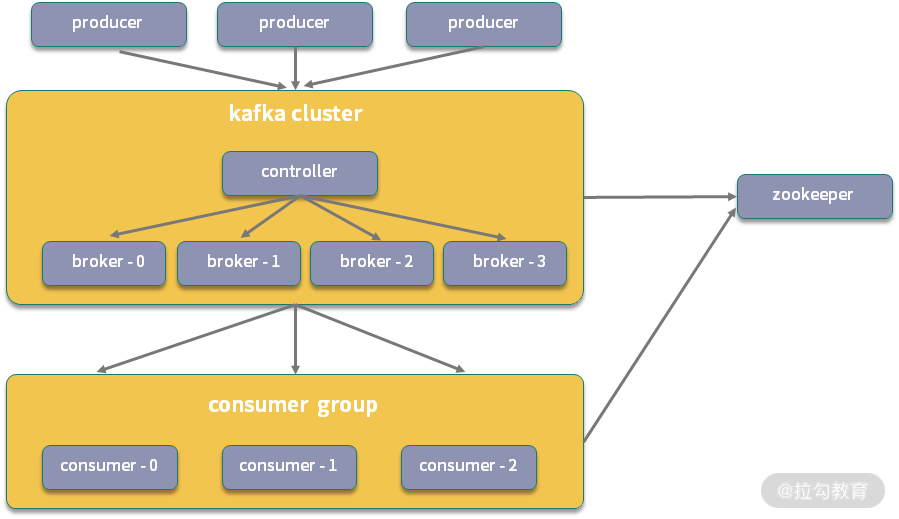 producer
producer
producer
kafka cluster
controller
zookeeper
broker - 0
broker - 1
broker - 2
broker - 3
consumer group
consumer - 0
consumer - 1
consumer - 2
@拉勾教育